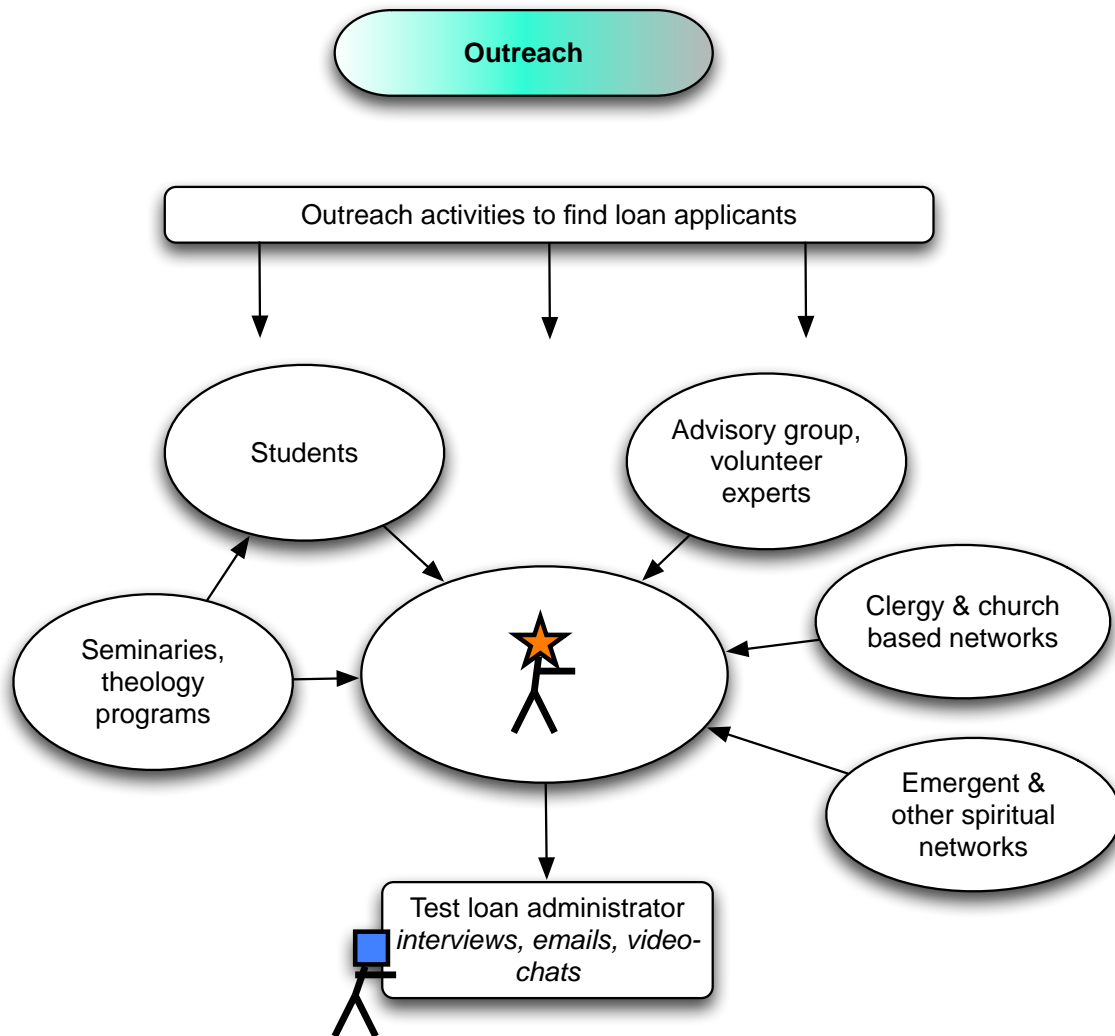 Outreach
Outreach activities to find loan applicants
Students
Advisory group,
volunteer
experts
Clergy & church
based networks
Seminaries,
theology
programs
Emergent &
other spiritual
networks
Test loan administrator
interviews, emails, video-
chats